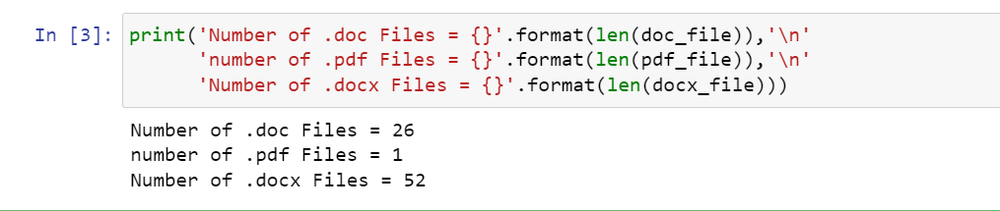 In [3]: print('Number of .doc Files = {}'.format(len(doc_file)),'\n'
'number of .pdf Files = {}'.format(len(pdf_file)),'\n'
'Number of .docx Files = {}'.format(len(docx_file)))
Number of .doc Files = 26
number of .pdf Files = 1
Number of .docx Files = 52